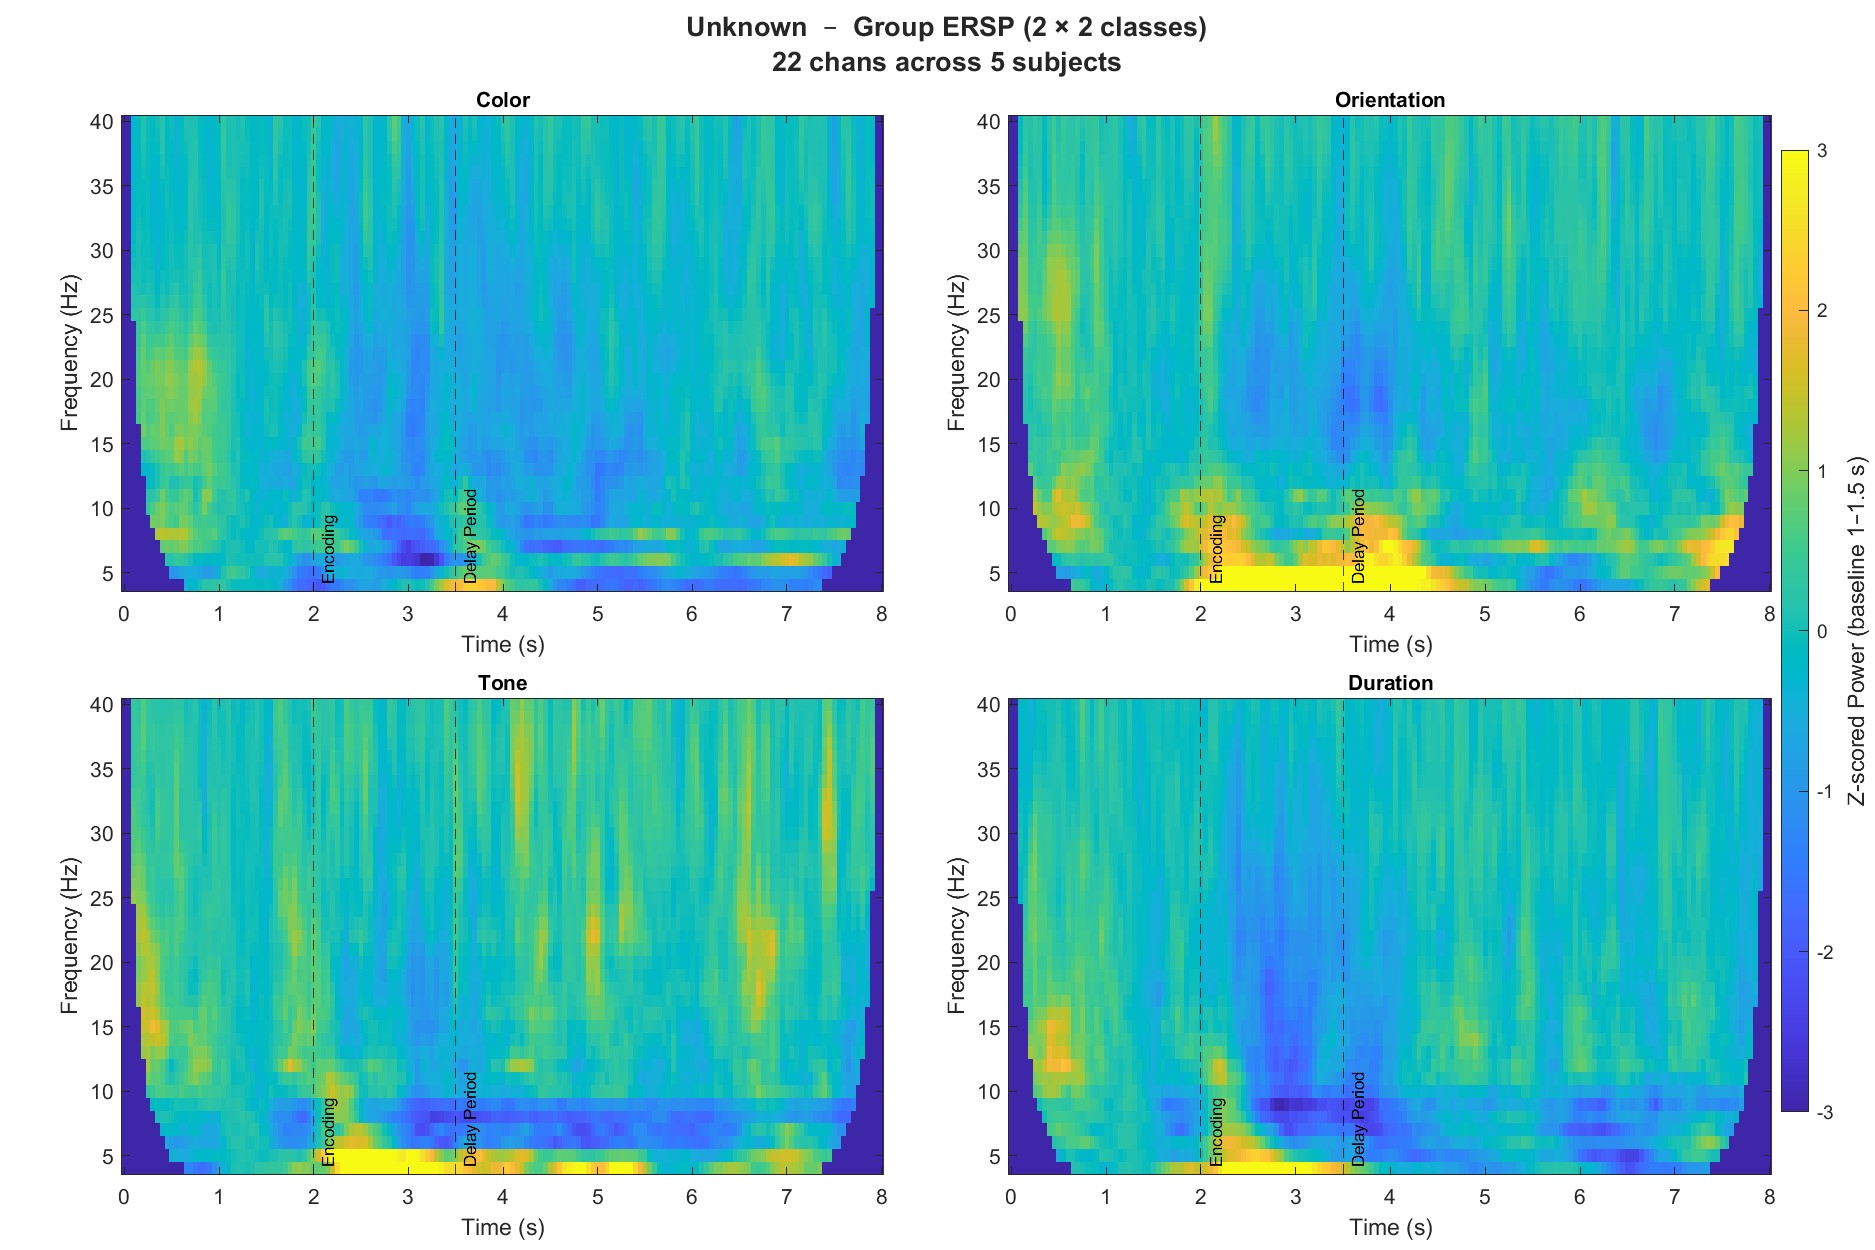 Unknown – Group ERSP (2 × 2 classes)
22 chans across 5 subjects
Color
Frequency (Hz)
40
35
30
25
20
15
10
5
Encoding
Delay Period
0 1 2 3 4 5 6 7 8
Time (s)
Orientation
Frequency (Hz)
40
35
30
25
20
15
10
5
Encoding
Delay Period
0 1 2 3 4 5 6 7 8
Time (s)
Tone
Frequency (Hz)
40
35
30
25
20
15
10
5
Encoding
Delay Period
0 1 2 3 4 5 6 7 8
Time (s)
Duration
Frequency (Hz)
40
35
30
25
20
15
10
5
Encoding
Delay Period
0 1 2 3 4 5 6 7 8
Time (s)
3
2
1
0
-1
-2
-3
Z-scored Power (baseline 1–1.5 s)